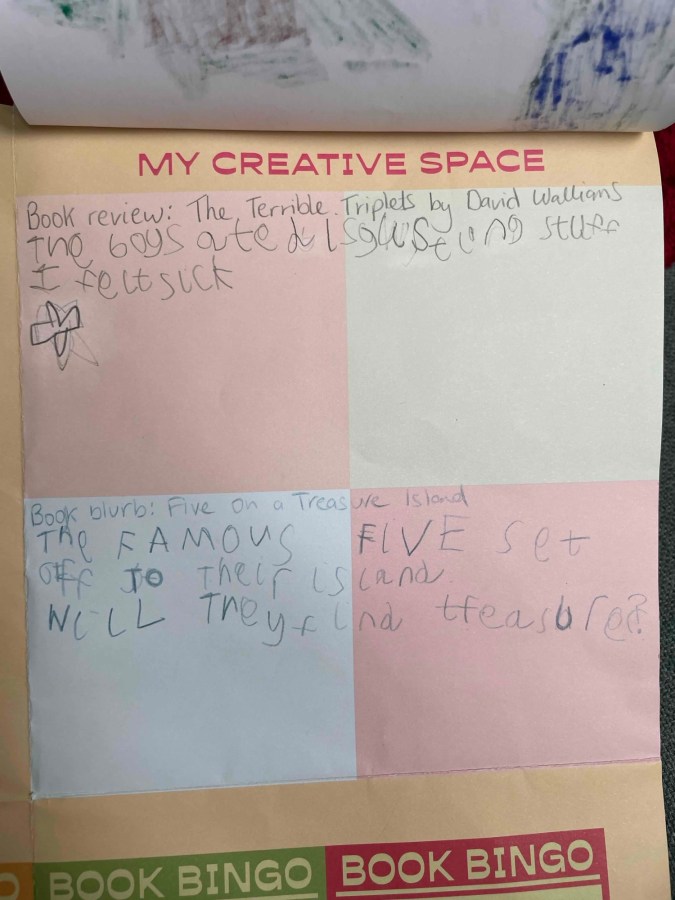 MY CREATIVE SPACE
Book review: The Terrible Triplets by David Walliams
The boys ate disgusting stuff
I felt sick
Book blurb: Five on a Treasure Island
The FAMOUS FIVE set
off To Their island
WiLL They find treasure?
O BOOK BINGO BOOK BINGO